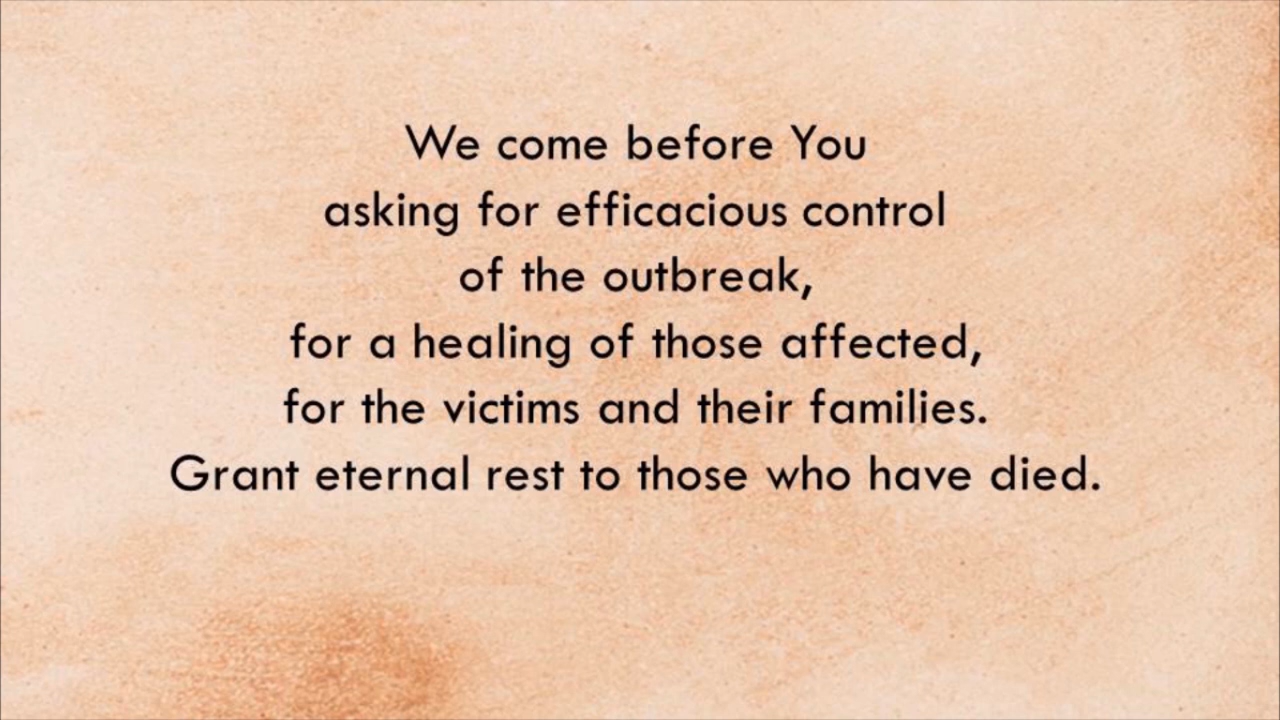 We come before You
asking for efficacious control
of the outbreak,
for a healing of those affected,
for the victims and their families.
Grant eternal rest to those who have died.